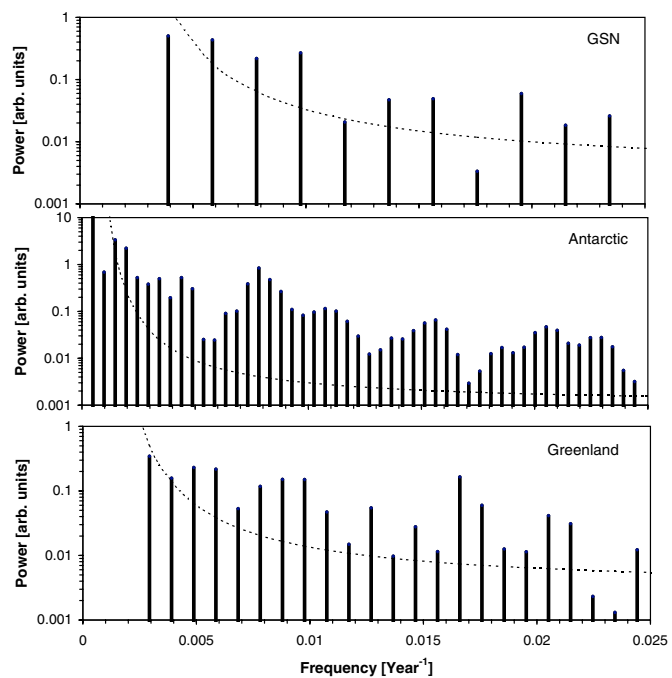 1
0.1
0.01
0.001
Power [arb. units]
GSN
10
1
0.1
0.01
0.001
Power [arb. units]
Antarctic
1
0.1
0.01
0.001
Power [arb. units]
Greenland
0 0.005 0.01 0.015 0.02 0.025
Frequency [Year⁻¹]